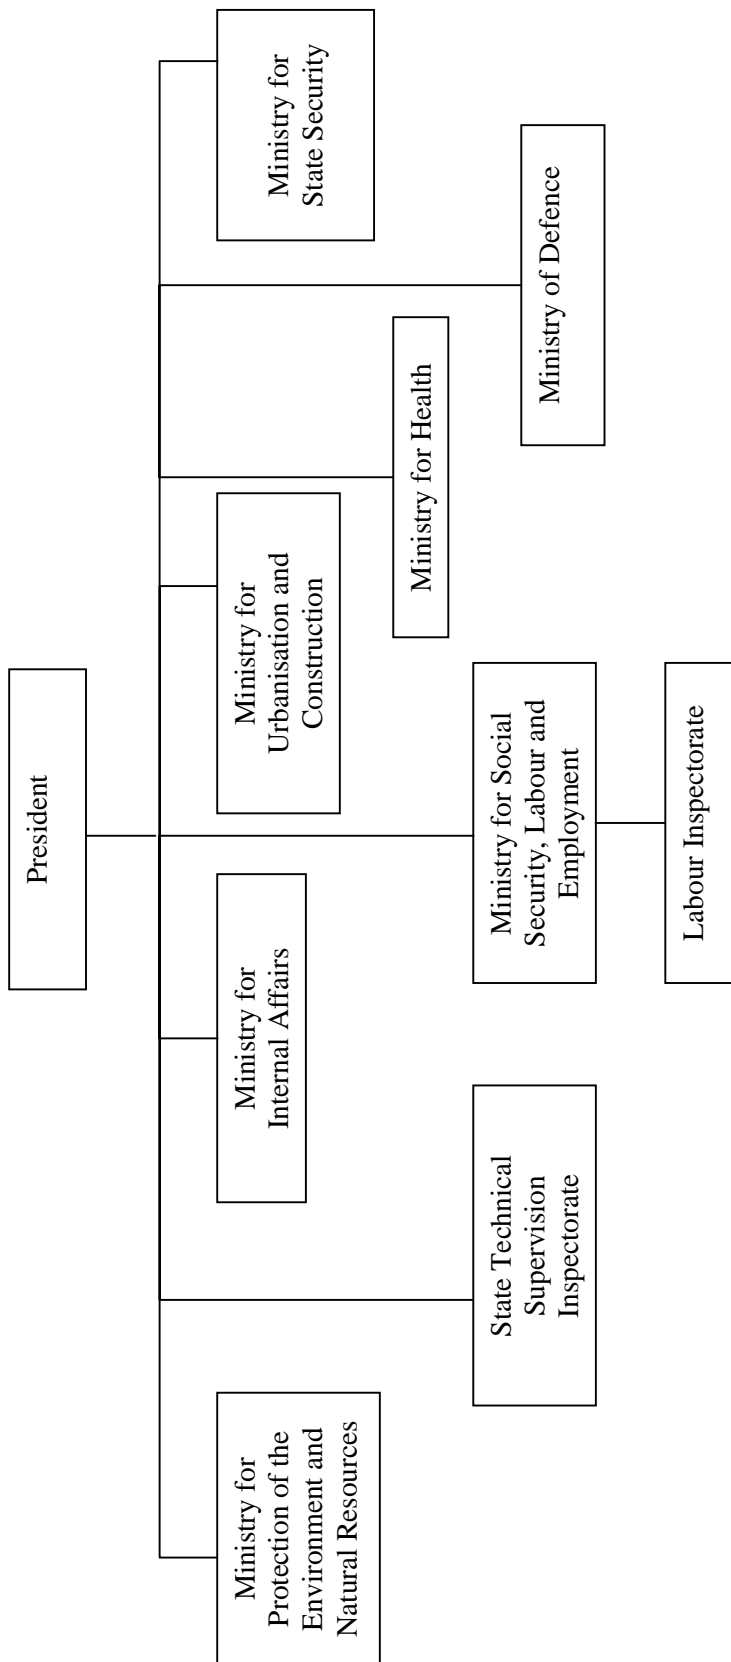 President
Ministry for
Protection of the
Environment and
Natural Resources
Ministry for
Internal Affairs
Ministry for
Urbanisation and
Construction
Ministry for
State Security
Ministry for Health
State Technical
Supervision
Inspectorate
Ministry for Social
Security, Labour and
Employment
Ministry of Defence
Labour Inspectorate